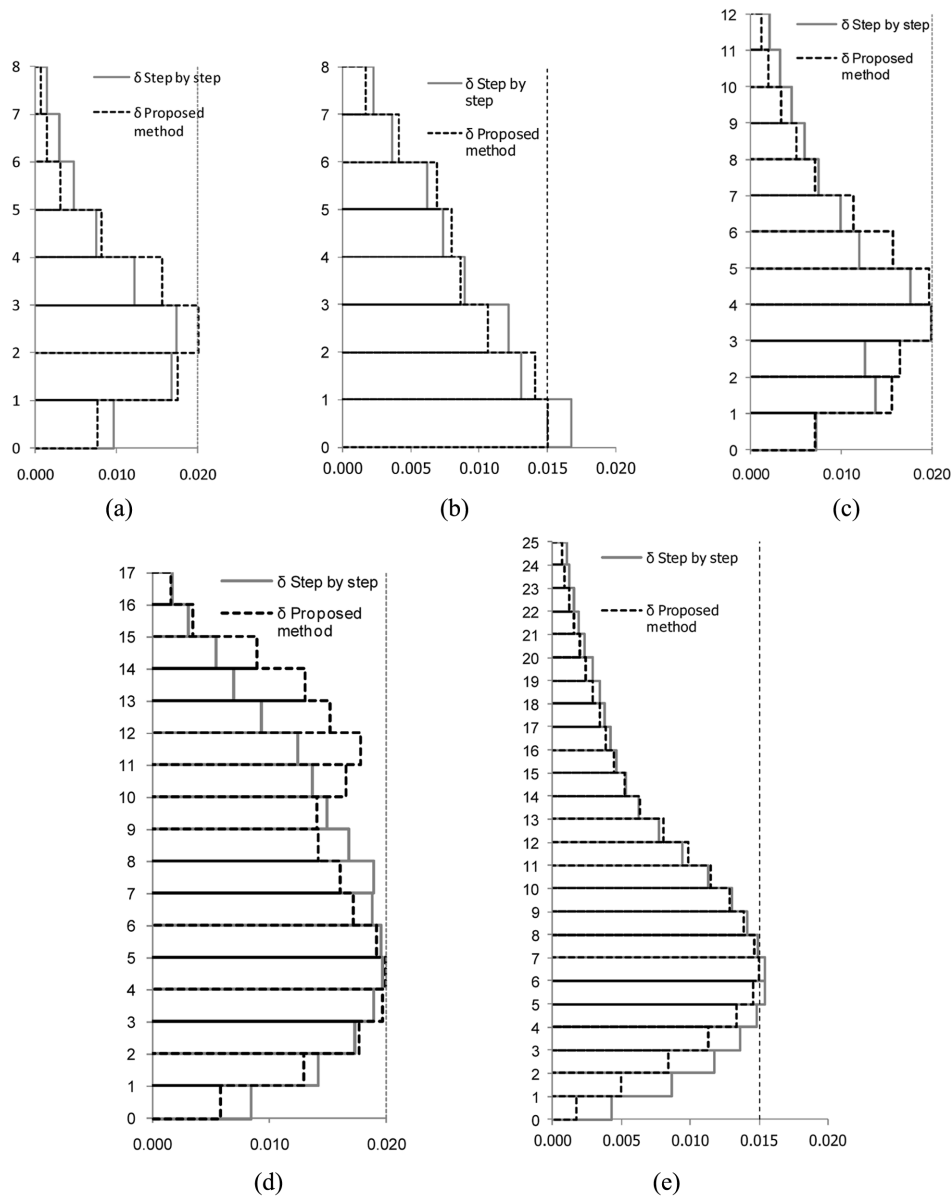 8
7
6
5
4
3
2
1
0
0.000 0.010 0.020
δ Step by step
δ Proposed
method
(a)
8
7
6
5
4
3
2
1
0
0.000 0.005 0.010 0.015 0.020
δ Step by
step
δ Proposed
method
(b)
12
11
10
9
8
7
6
5
4
3
2
1
0
0.000 0.010 0.020
δ Step by step
δ Proposed
method
(c)
17
16
15
14
13
12
11
10
9
8
7
6
5
4
3
2
1
0
0.000 0.010 0.020
δ Step by step
δ Proposed
method
(d)
25
24
23
22
21
20
19
18
17
16
15
14
13
12
11
10
9
8
7
6
5
4
3
2
1
0
0.000 0.005 0.010 0.015 0.020
δ Step by step
δ Proposed
method
(e)